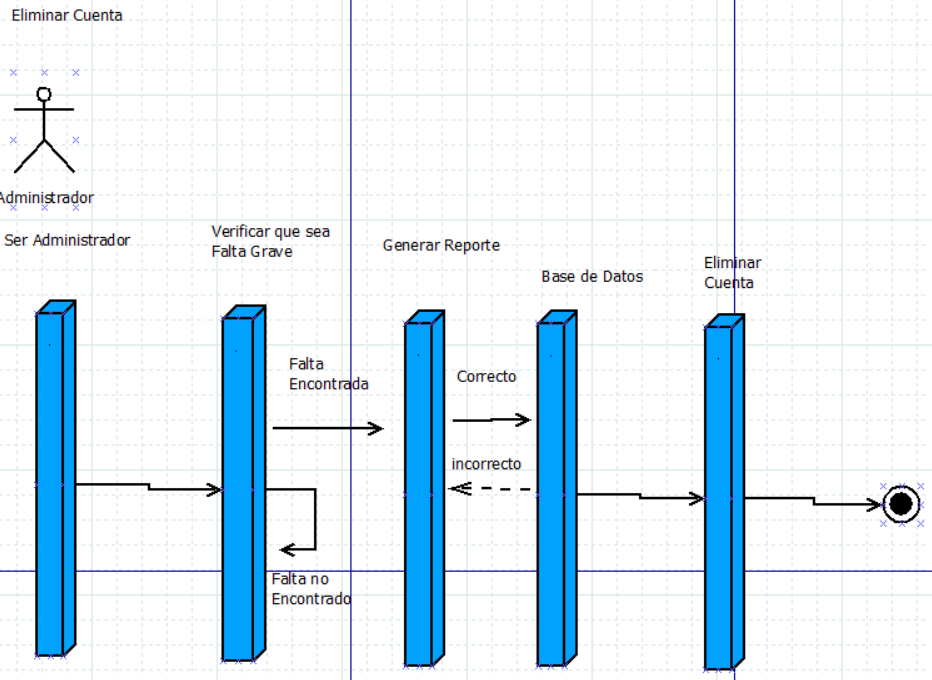 Eliminar Cuenta
Administrador
Ser Administrador
Verificar que sea
Falta Grave
Generar Reporte
Base de Datos
Eliminar
Cuenta
Falta
Encontrada
Correcto
incorrecto
Falta no
Encontrado